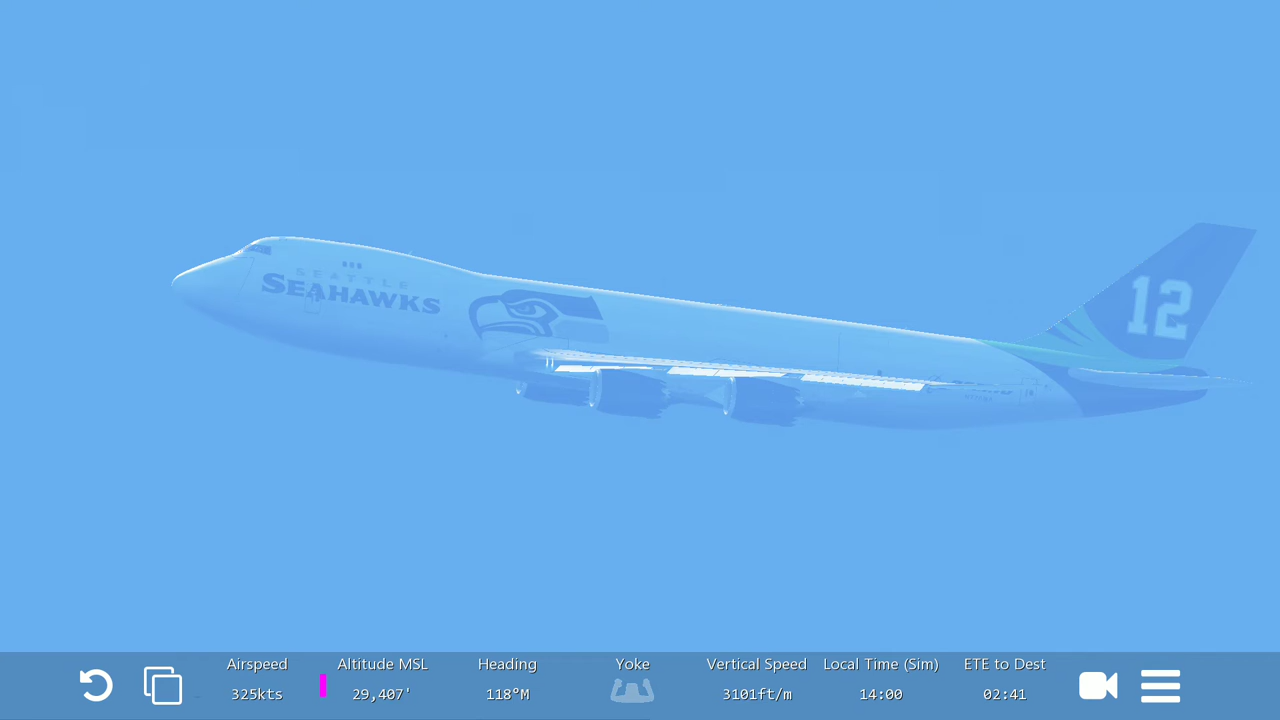 SEATTLE
SEAHAWKS
12
Airspeed
325kts
Altitude MSL
29,407'
Heading
118°M
Yoke
Vertical Speed
3101ft/m
Local Time (Sim)
14:00
ETE to Dest
02:41